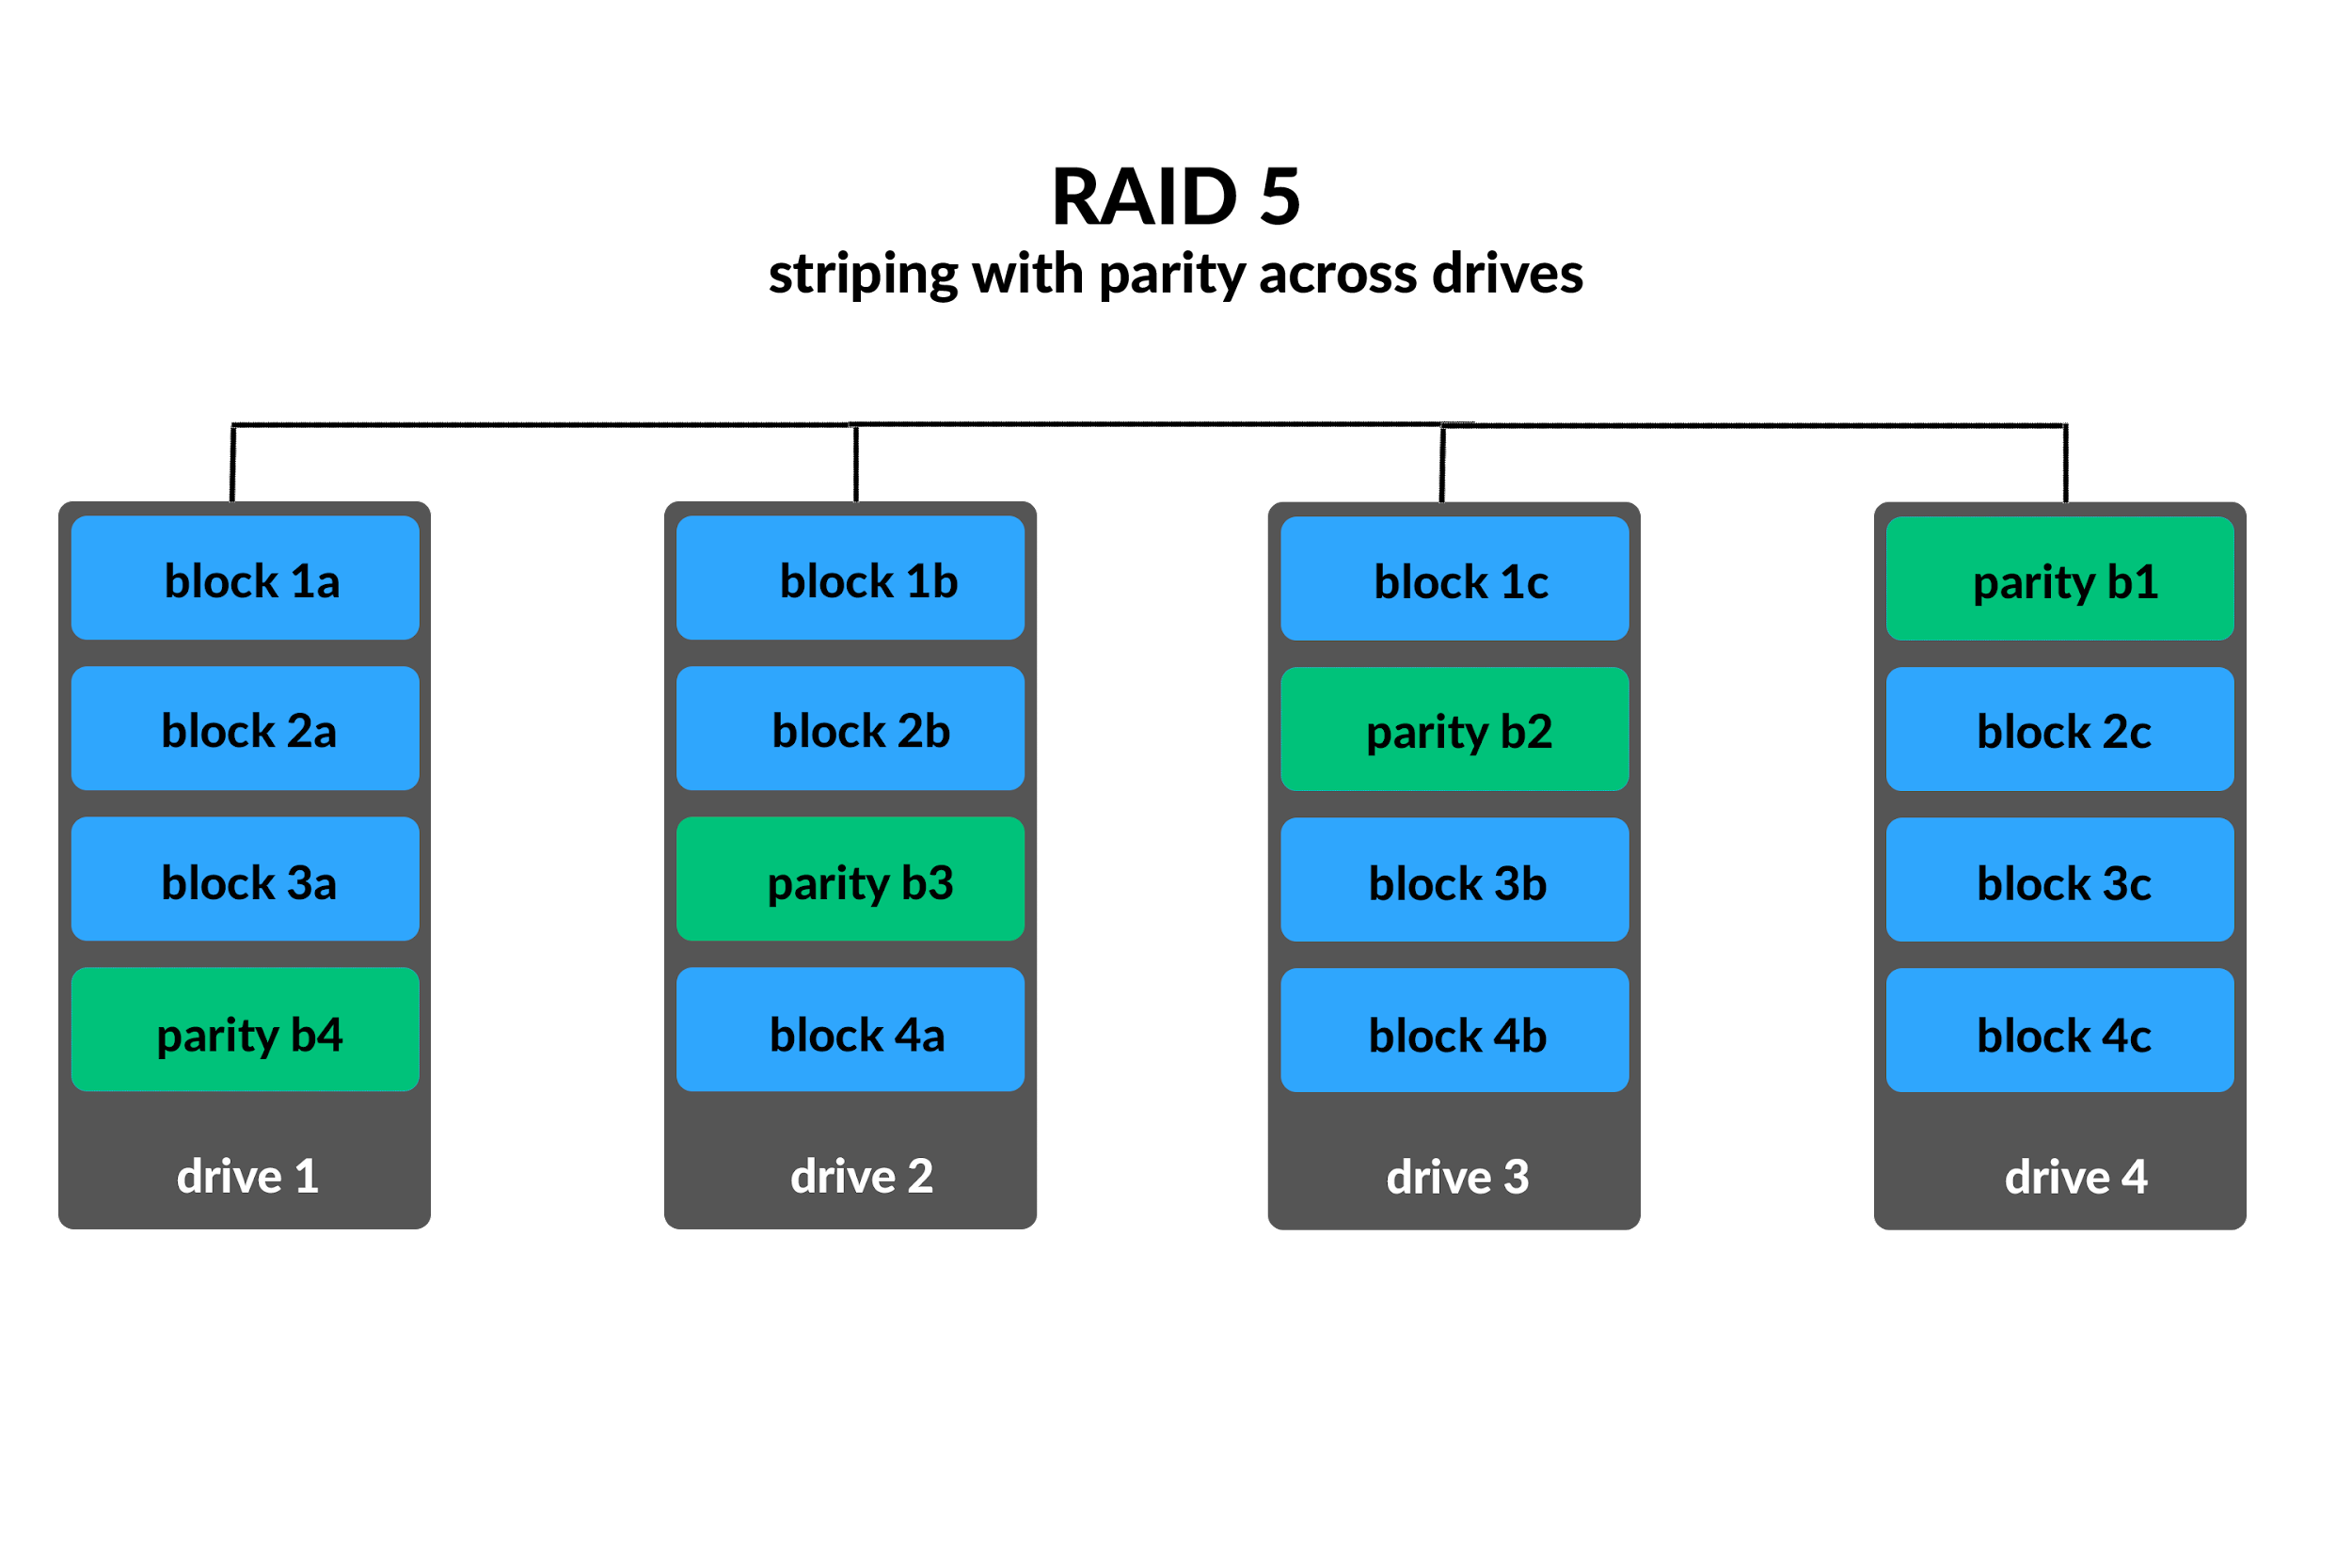 RAID 5
striping with parity across drives
block 1a
block 2a
block 3a
parity b4
drive 1
block 1b
block 2b
parity b3
block 4a
drive 2
block 1c
parity b2
block 3b
block 4b
drive 3
parity b1
block 2c
block 3c
block 4c
drive 4